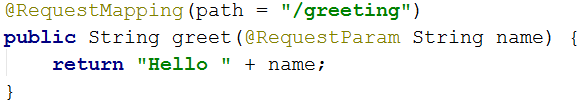 @RequestMapping(path = "/greeting")
public String greet(@RequestParam String name) {
    return "Hello " + name;
}